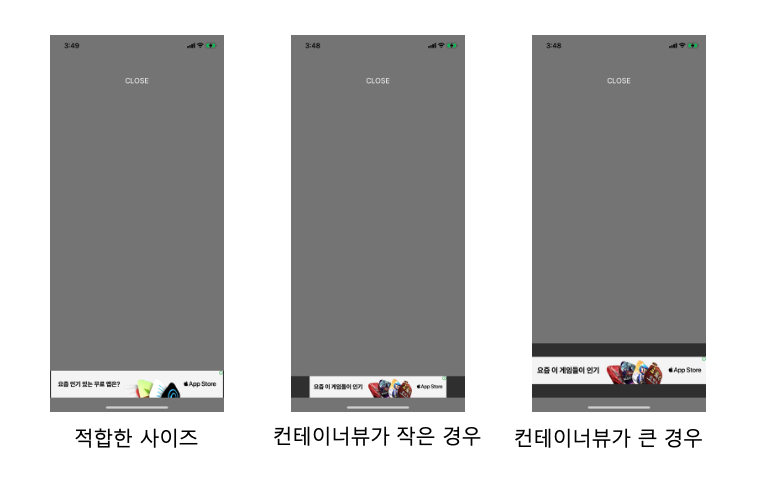 3:49
CLOSE
요즘 인기 있는 무료 앱은?
App Store
적합한 사이즈
3:48
CLOSE
요즘 이 게임들이 인기
App Store
컨테이너뷰가 작은 경우
3:48
CLOSE
요즘 이 게임들이 인기
App Store
컨테이너뷰가 큰 경우